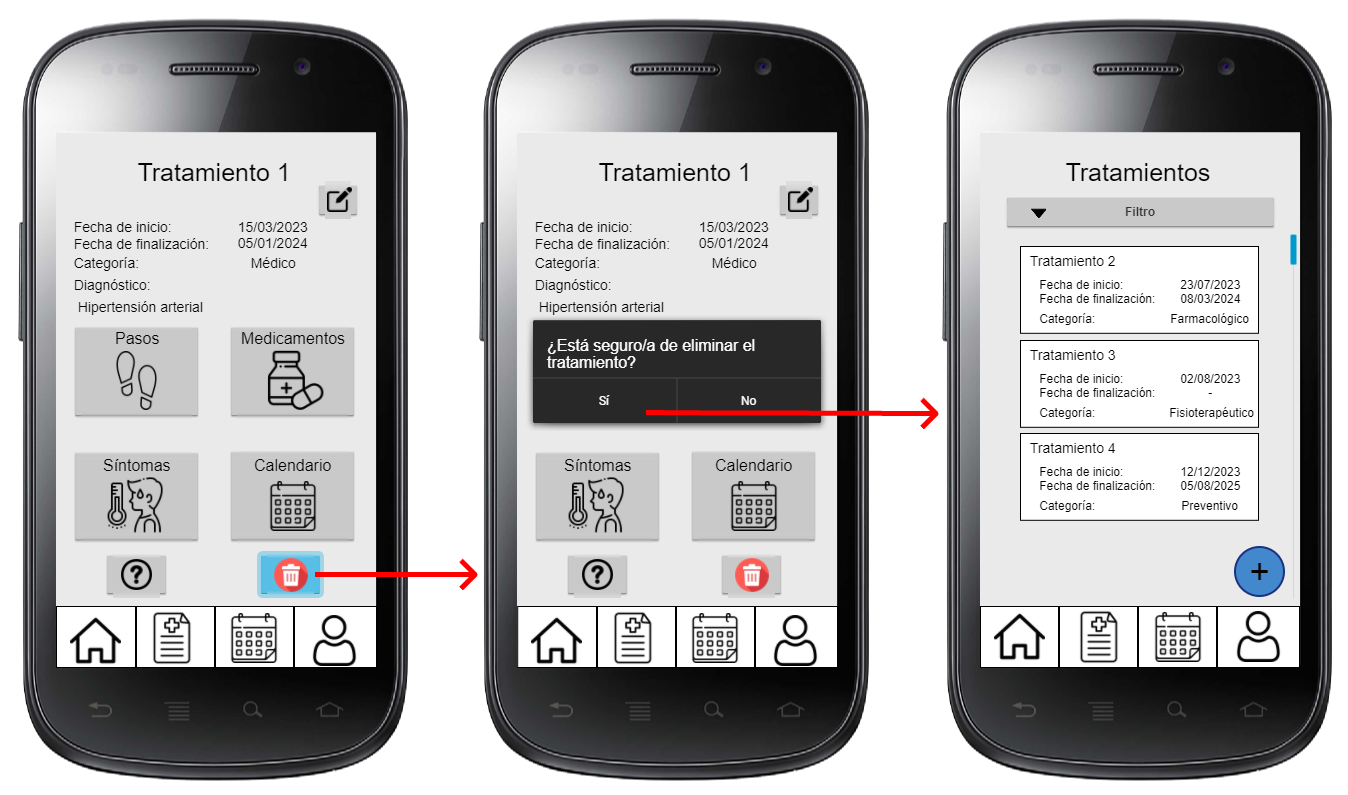 Tratamiento 1
Fecha de inicio: 15/03/2023
Fecha de finalización: 05/01/2024
Categoría: Médico
Diagnóstico:
Hipertensión arterial
Pasos Medicamentos
Síntomas Calendario
?
Tratamiento 1
Fecha de inicio: 15/03/2023
Fecha de finalización: 05/01/2024
Categoría: Médico
Diagnóstico:
Hipertensión arterial
¿Está seguro/a de eliminar el
tratamiento?
Sí No
Síntomas Calendario
?
Tratamientos
Filtro
Tratamiento 2
Fecha de inicio: 23/07/2023
Fecha de finalización: 08/03/2024
Categoría: Farmacológico
Tratamiento 3
Fecha de inicio: 02/08/2023
Fecha de finalización: -
Categoría: Fisioterapéutico
Tratamiento 4
Fecha de inicio: 12/12/2023
Fecha de finalización: 05/08/2025
Categoría: Preventivo
+